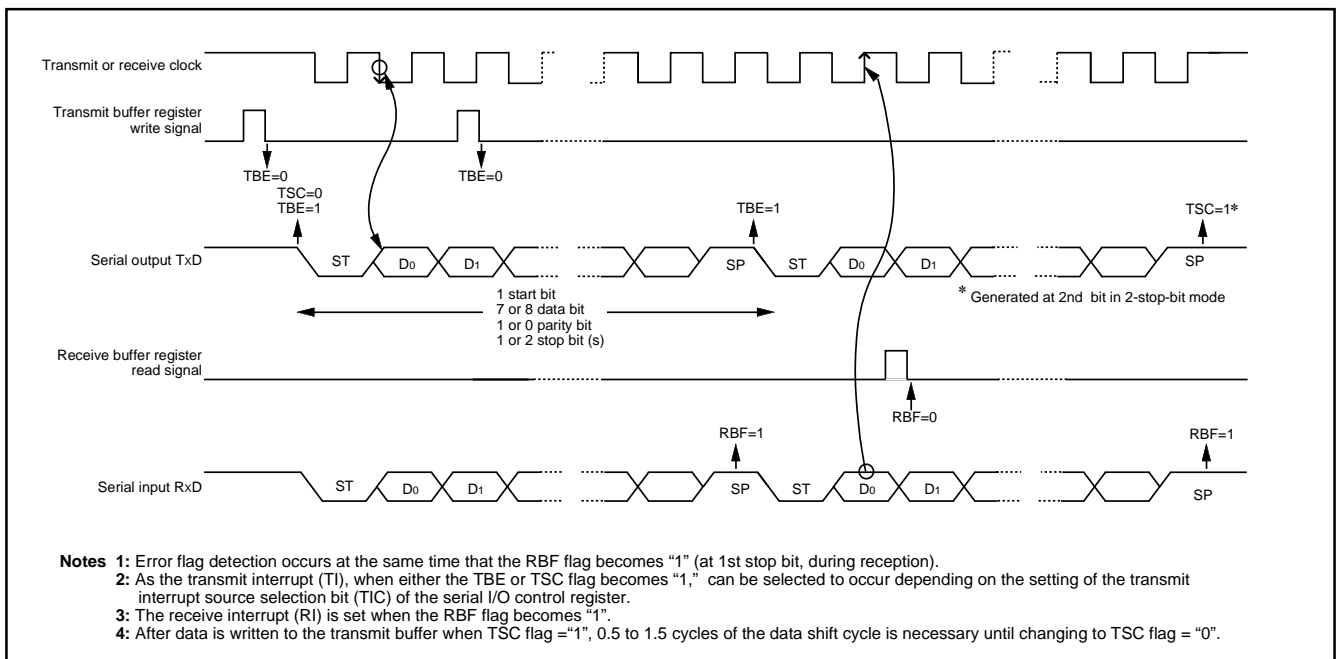 Transmit or receive clock
Transmit buffer register
write signal
TBE=0
TBE=0
TSC=0
TBE=1
TBE=1
TSC=1*
Serial output TxD
ST
D0
D1
SP
ST
D0
D1
SP
1 start bit
7 or 8 data bit
1 or 0 parity bit
1 or 2 stop bit (s)
* Generated at 2nd bit in 2-stop-bit mode
Receive buffer register
read signal
RBF=0
RBF=1
RBF=1
Serial input RxD
ST
D0
D1
SP
ST
D0
D1
SP
Notes 1: Error flag detection occurs at the same time that the RBF flag becomes “1” (at 1st stop bit, during reception).
2: As the transmit interrupt (TI), when either the TBE or TSC flag becomes “1,” can be selected to occur depending on the setting of the transmit
interrupt source selection bit (TIC) of the serial I/O control register.
3: The receive interrupt (RI) is set when the RBF flag becomes “1”.
4: After data is written to the transmit buffer when TSC flag =“1”, 0.5 to 1.5 cycles of the data shift cycle is necessary until changing to TSC flag = “0”.